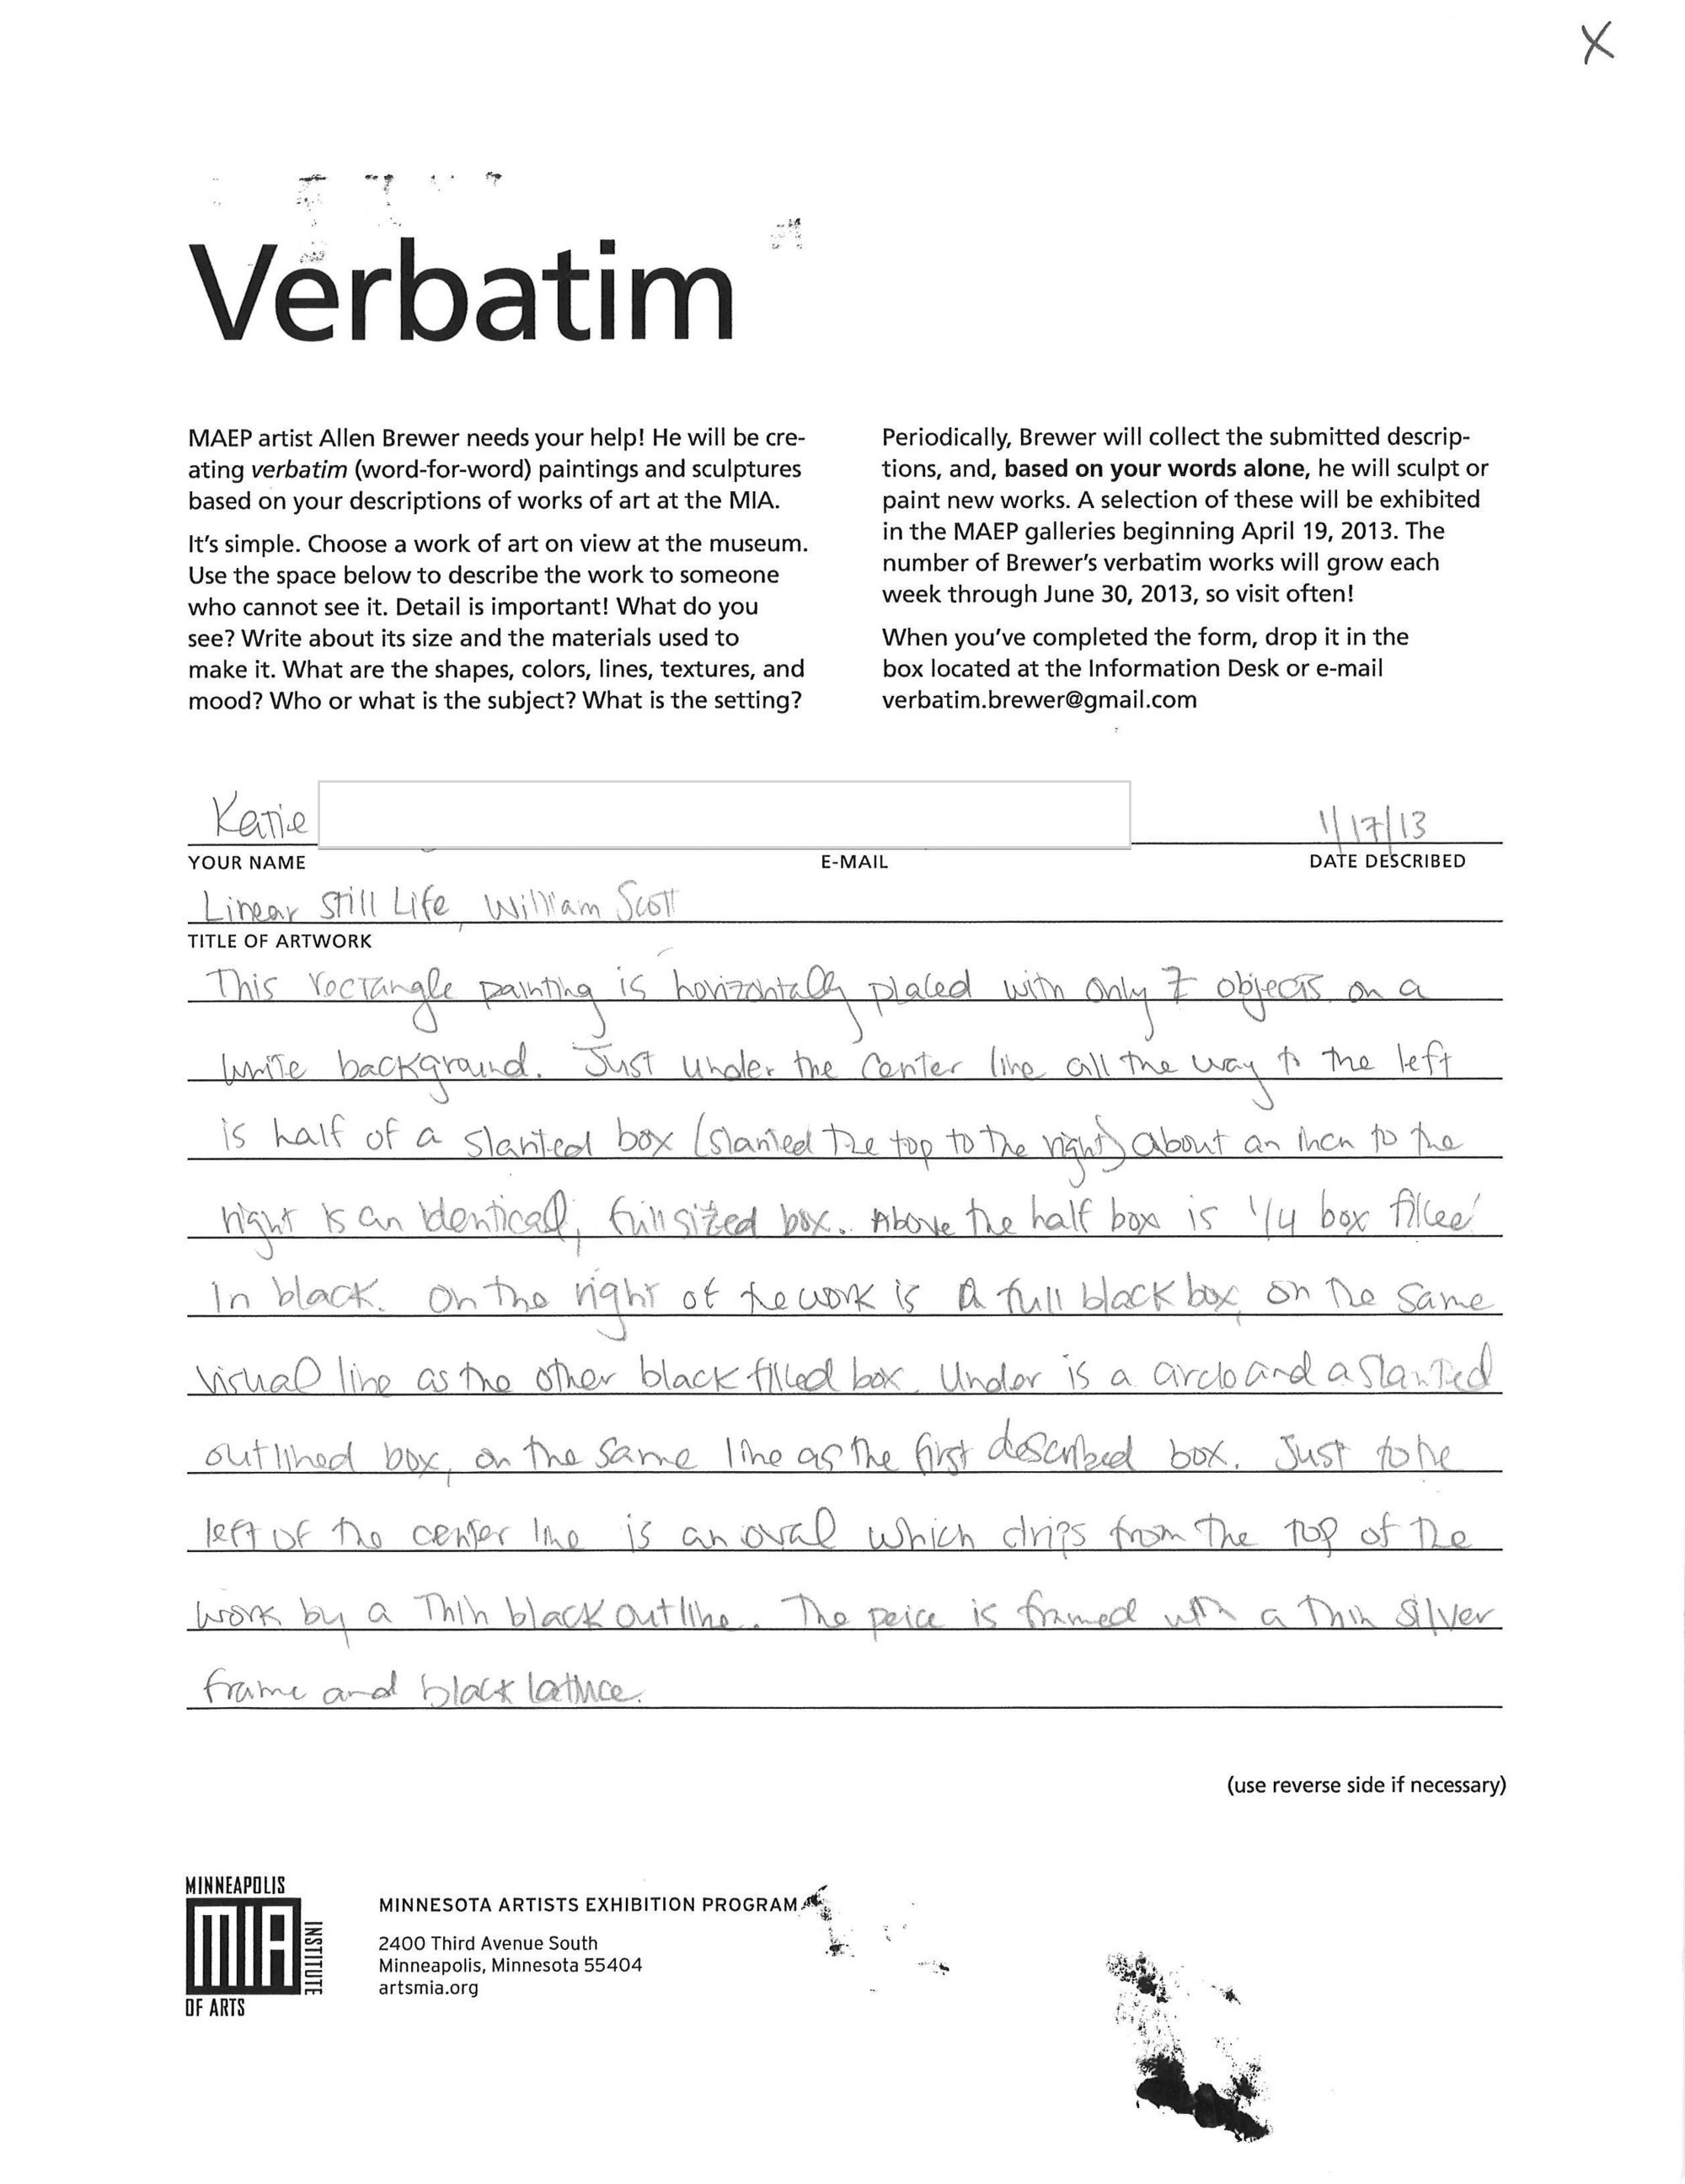 X
Verbatim
MAEP artist Allen Brewer needs your help! He will be cre-
ating verbatim (word-for-word) paintings and sculptures
based on your descriptions of works of art at the MIA.
It's simple. Choose a work of art on view at the museum.
Use the space below to describe the work to someone
who cannot see it. Detail is important! What do you
see? Write about its size and the materials used to
make it. What are the shapes, colors, lines, textures, and
mood? Who or what is the subject? What is the setting?
Periodically, Brewer will collect the submitted descrip-
tions, and, based on your words alone, he will sculpt or
paint new works. A selection of these will be exhibited
in the MAEP galleries beginning April 19, 2013. The
number of Brewer's verbatim works will grow each
week through June 30, 2013, so visit often!
When you've completed the form, drop it in the
box located at the Information Desk or e-mail
verbatim.brewer@gmail.com
Katie 1/17/13
YOUR NAME E-MAIL DATE DESCRIBED
Linear Still Life, William Scott
TITLE OF ARTWORK
This rectangle painting is horizontally placed with only 7 objects on a
white background. Just under the center line all the way to the left
is half of a slanted box (slanted the top to the right) about an inch to the
right is an identical, full sized box. Above the half box is 1/4 box filled
in black. On the right of the work is a full black box, on the same
visual line as the other black filled box. Under is a circle and a slanted
outlined box, on the same line as the first described box. Just to the
left of the center line is an oval which drips from the top of the
work by a thin black outline. The peice is framed with a thin silver
frame and black lattice.
(use reverse side if necessary)
MINNEAPOLIS
MIA
INSTITUTE
OF ARTS
MINNESOTA ARTISTS EXHIBITION PROGRAM
2400 Third Avenue South
Minneapolis, Minnesota 55404
artsmia.org